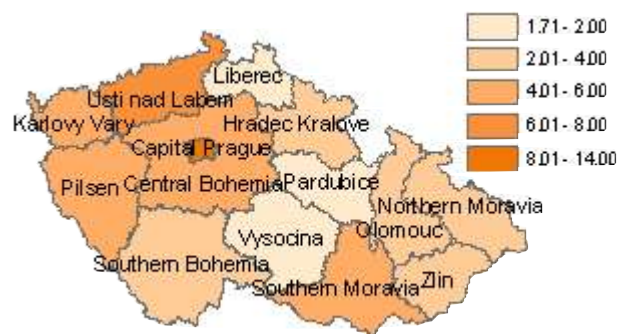 1.71 - 2.00
2.01 - 4.00
4.01 - 6.00
6.01 - 8.00
8.01 - 14.00
Liberec
Usti nad Labem
Karlovy Vary
Hradec Kralove
Capital Prague
Pilsen
Central Bohemia
Pardubice
Northern Moravia
Olomouc
Vysocina
Southern Bohemia
Zlin
Southern Moravia